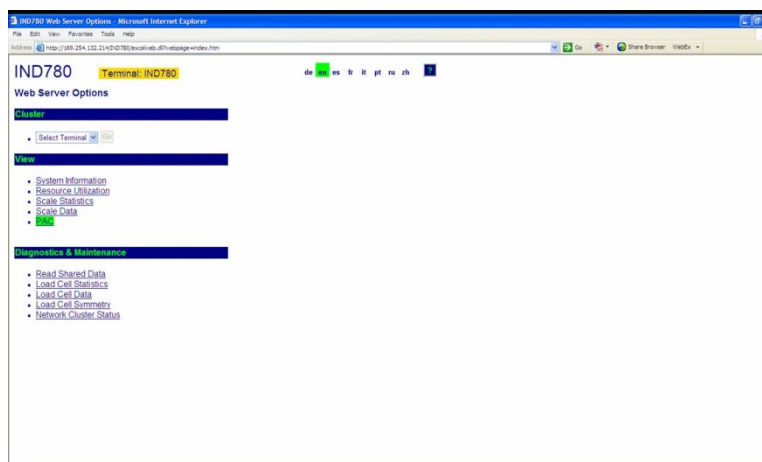 IND780 Web Server Options - Microsoft Internet Explorer
File Edit View Favorites Tools Help
Address http://169.254.132.214/IND780/excalweb.dll?webpage=index.htm Go Share Browser WebEx
IND780 Terminal: IND780 de en es fr it pt ru zh ?
Web Server Options
Cluster
Select Terminal Go
View
System Information
Resource Utilization
Scale Statistics
Scale Data
PAC
Diagnostics & Maintenance
Read Shared Data
Load Cell Statistics
Load Cell Data
Load Cell Symmetry
Network Cluster Status